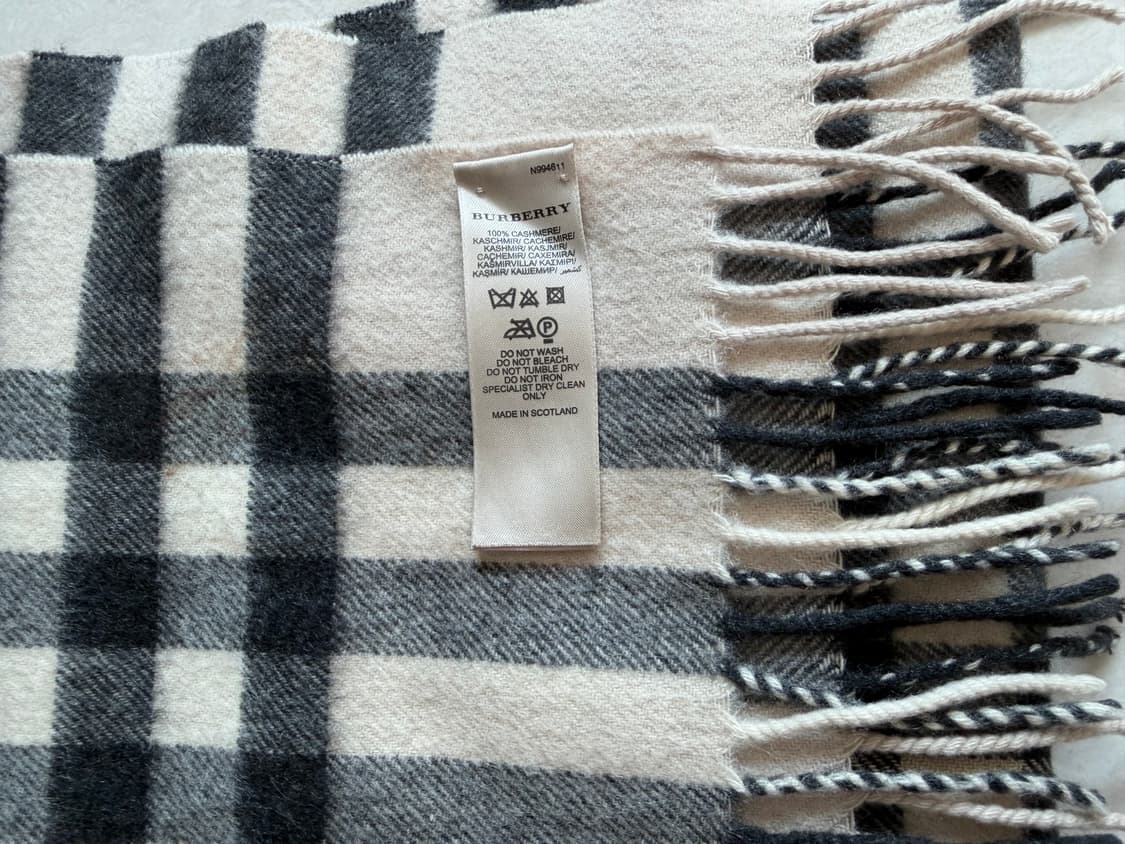 N994611
BURBERRY
100% CASHMERE/
KASCHMIR/ CACHEMIRE/
KASHMIR/ KASJMIR/
CACHEMIR/ CAXEMIRA/
KAŠMIRVILLA/ ΚΑΣΜΙΡΙ/
KAŞMİR/ КАШЕМИР/
P
DO NOT WASH
DO NOT BLEACH
DO NOT TUMBLE DRY
DO NOT IRON
SPECIALIST DRY CLEAN
ONLY
MADE IN SCOTLAND